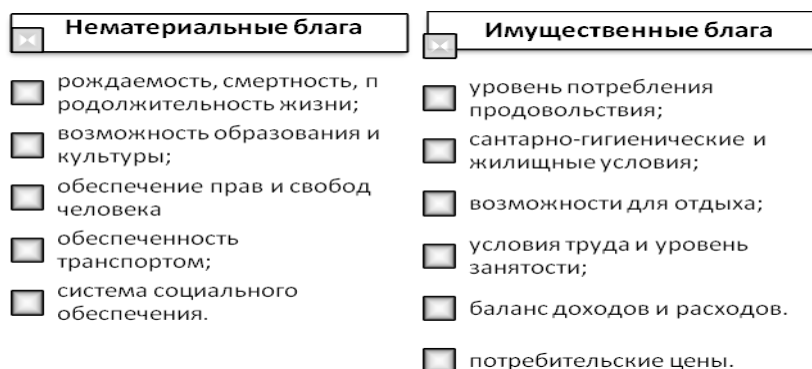 Нематериальные блага
рождаемость, смертность, п
родолжительность жизни;
возможность образования и
культуры;
обеспечение прав и свобод
человека
обеспеченность
транспортом;
система социального
обеспечения.
Имущественные блага
уровень потребления
продовольствия;
сантарно-гигиенические и
жилищные условия;
возможности для отдыха;
условия труда и уровень
занятости;
баланс доходов и расходов.
потребительские цены.